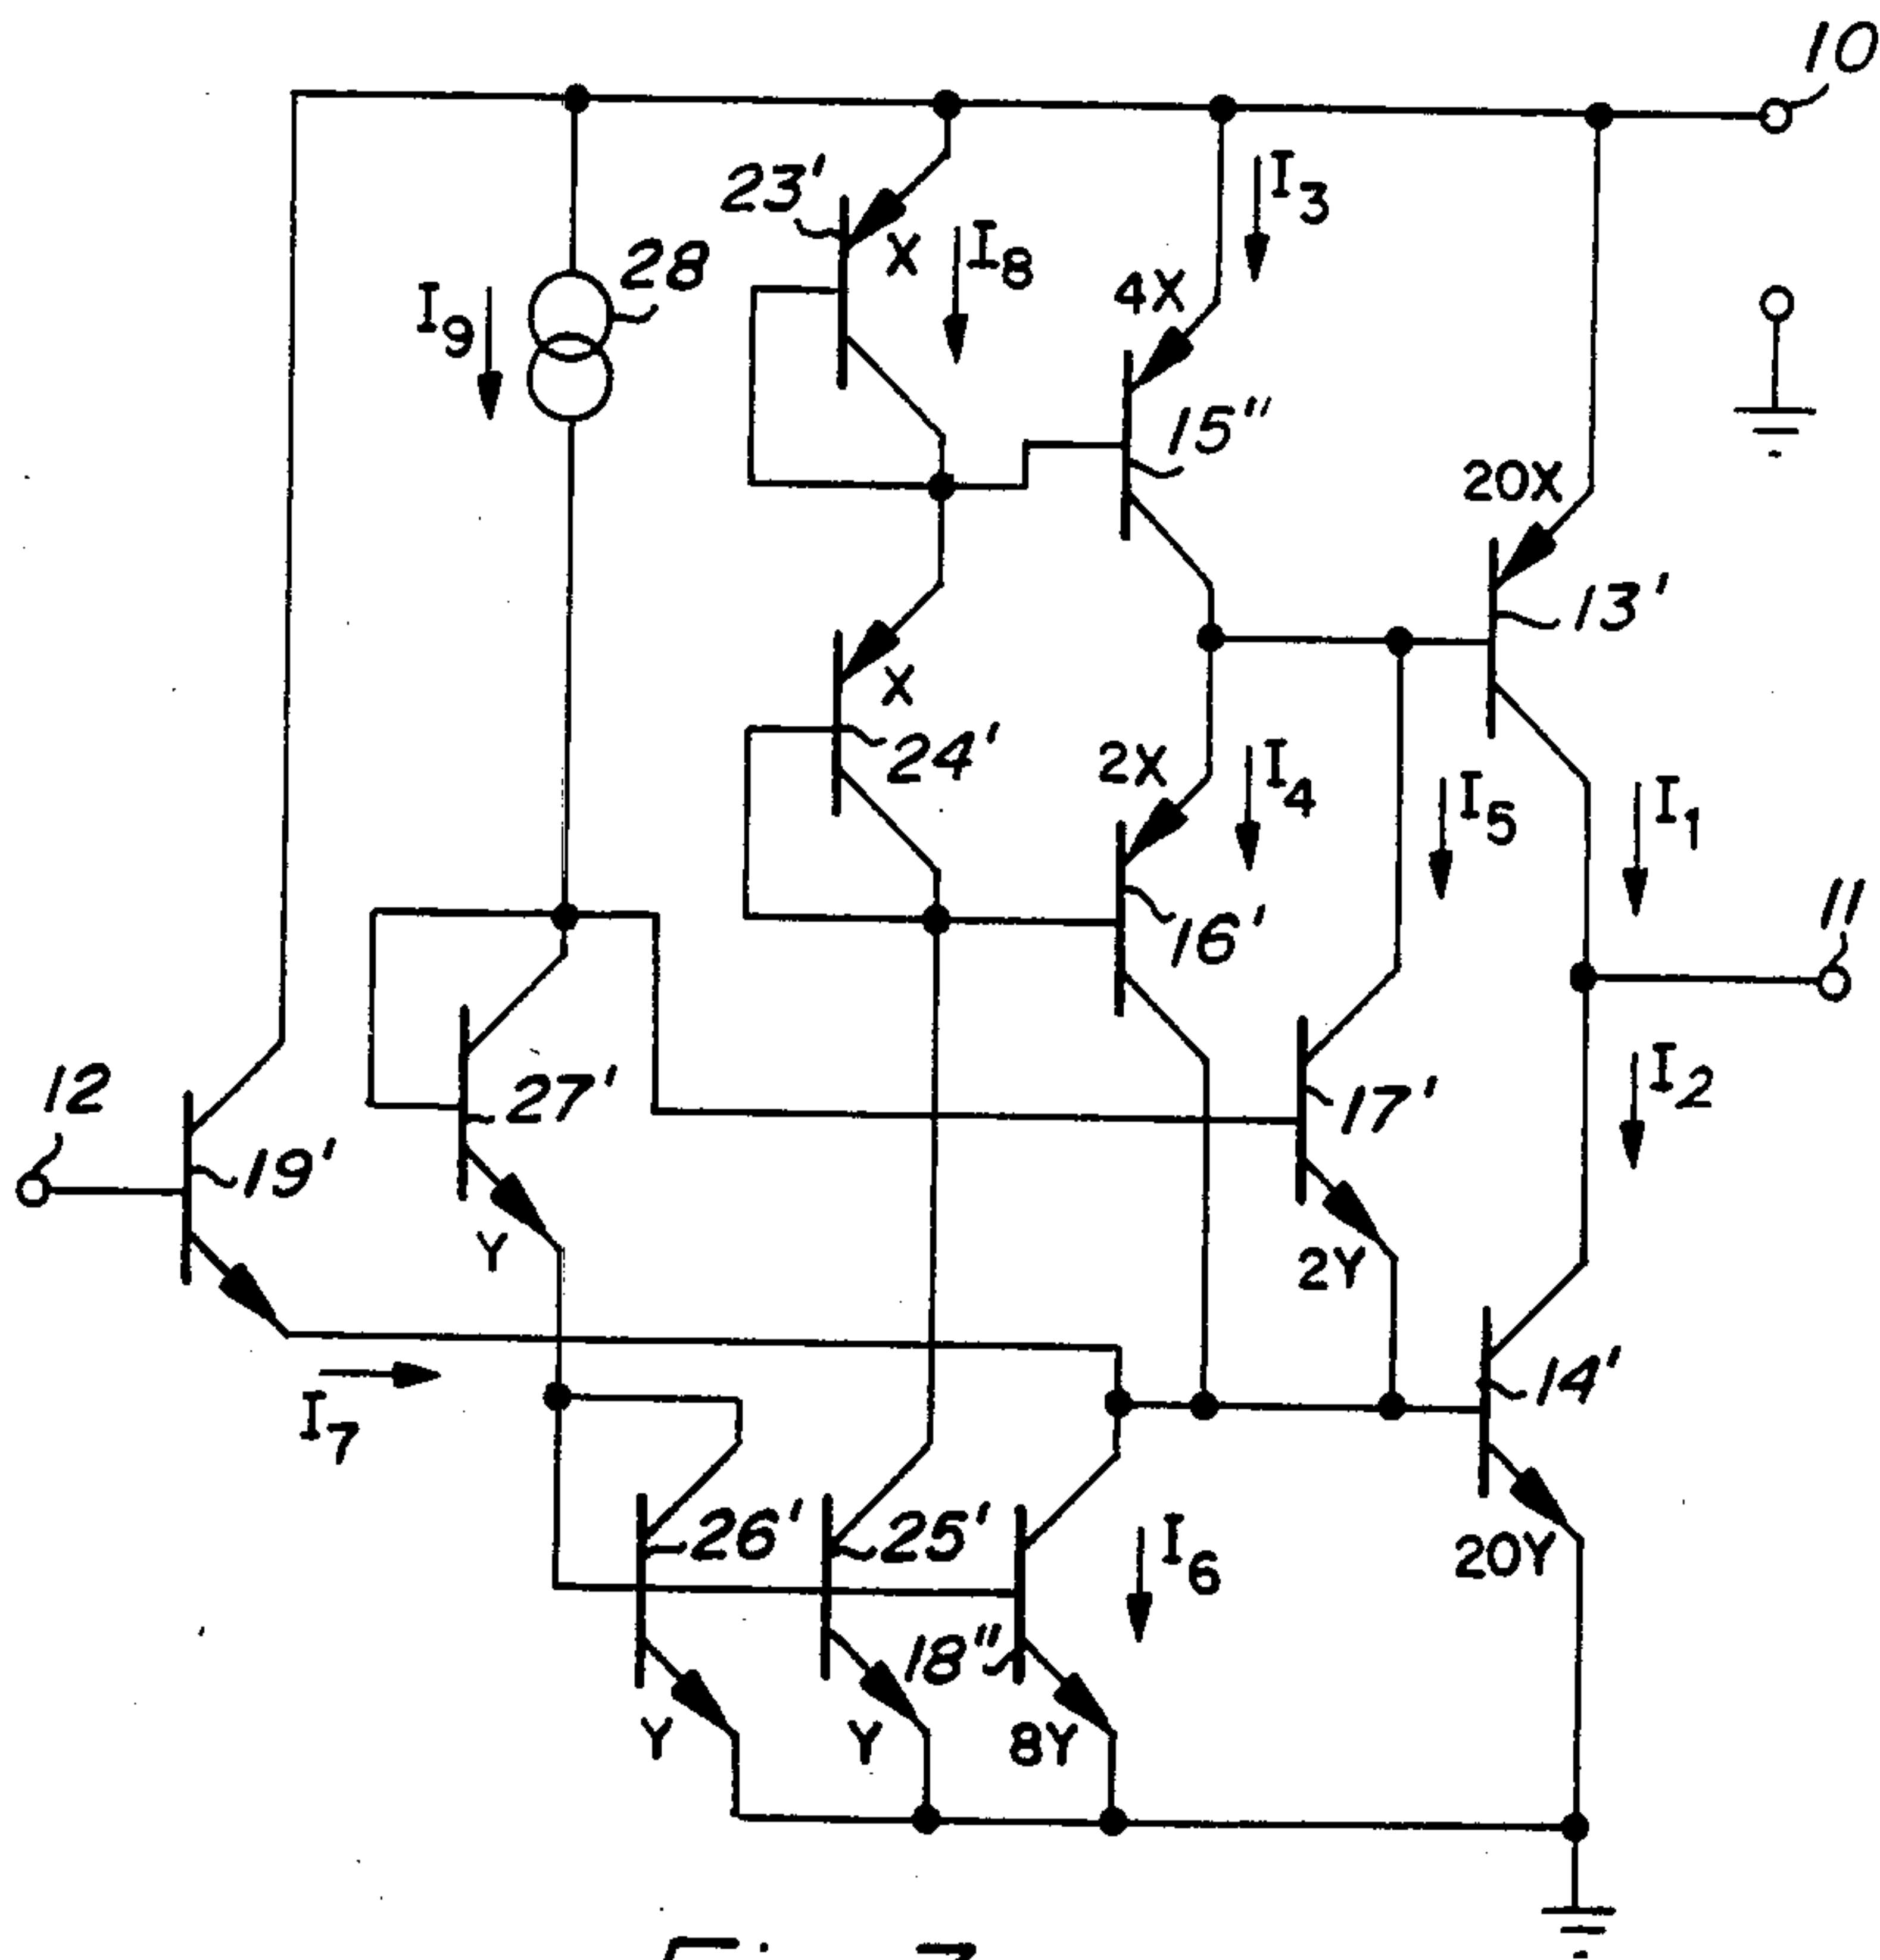 10
23'
X
I8
I3
28
I9
4X
15"
20X
13'
X
24'
2X
I4
I5
I1
16'
11
12
19'
27'
17'
I2
Y
2Y
I7
14'
26'
25'
18"
I6
20Y
Y
Y
8Y